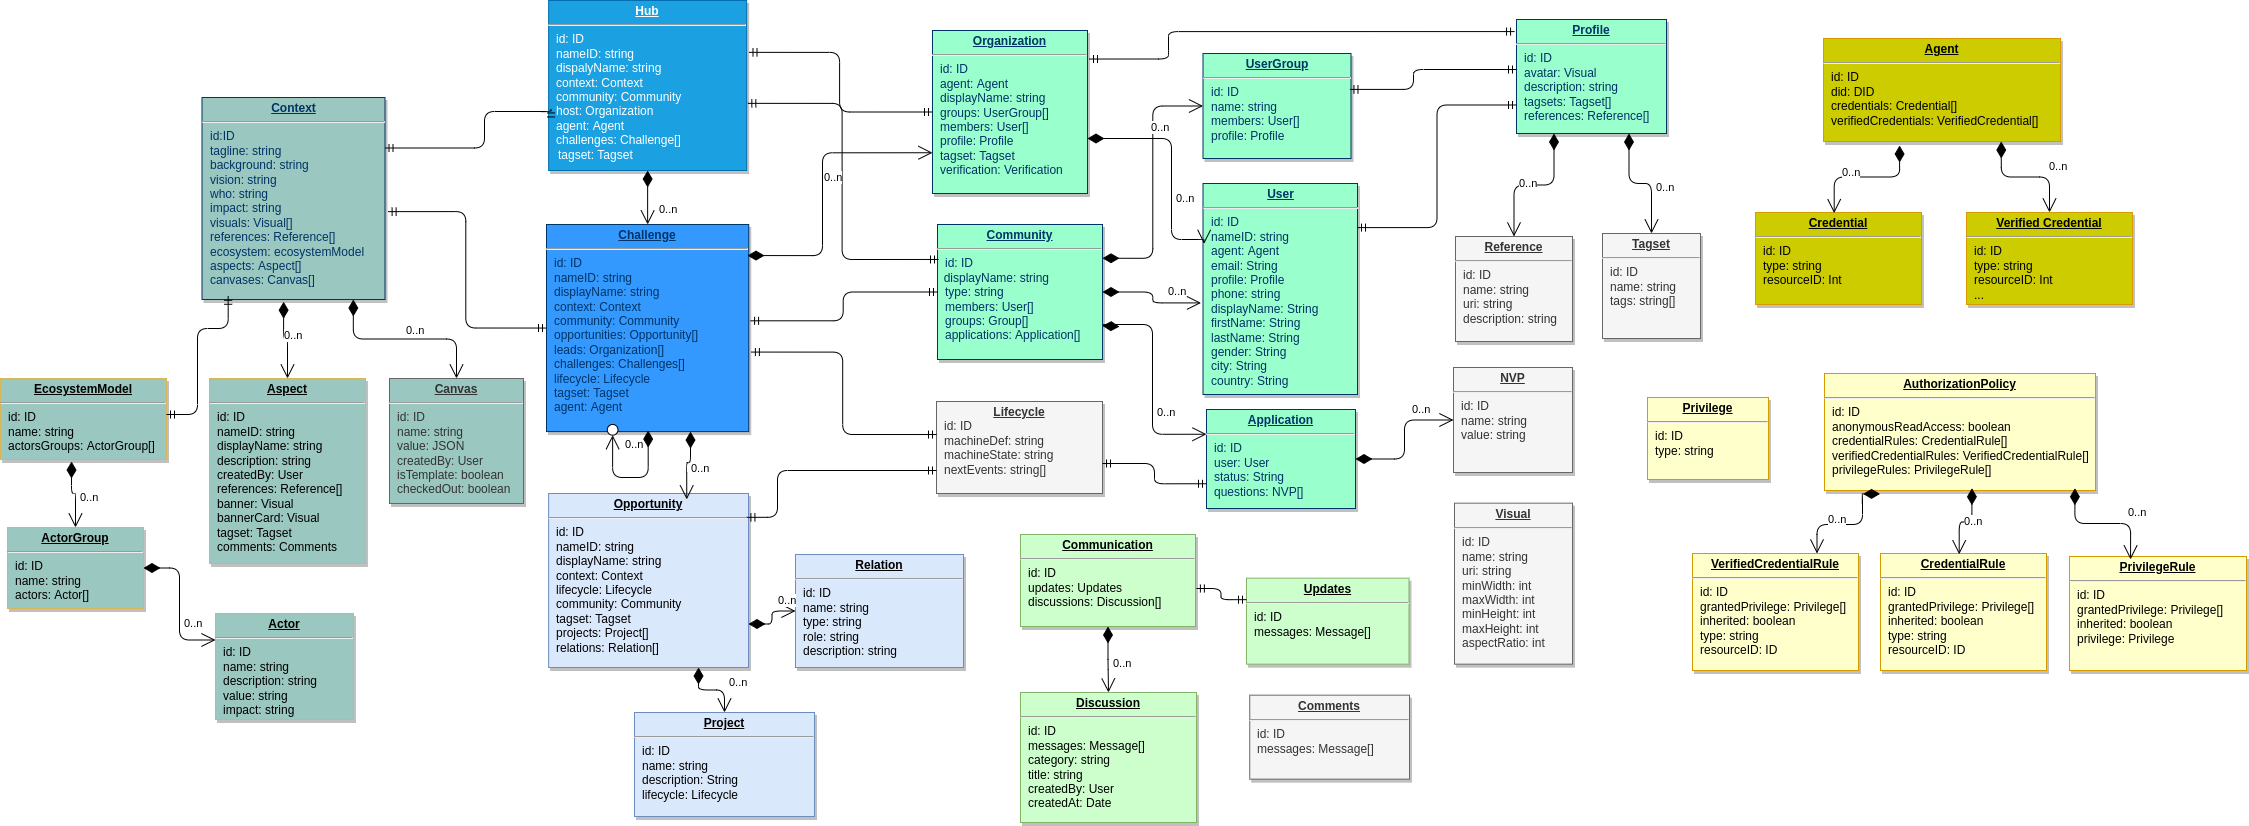 Hub
id: ID
nameID: string
dispalyName: string
context: Context
community: Community
host: Organization
agent: Agent
challenges: Challenge[]
tagset: Tagset
0..n
Context
id:ID
tagline: string
background: string
vision: string
who: string
impact: string
visuals: Visual[]
references: Reference[]
ecosystem: ecosystemModel
aspects: Aspect[]
canvases: Canvas[]
0..n
0..n
Organization
id: ID
agent: Agent
displayName: string
groups: UserGroup[]
members: User[]
profile: Profile
tagset: Tagset
verification: Verification
0..n
0..n
UserGroup
id: ID
name: string
members: User[]
profile: Profile
0..n
Profile
id: ID
avatar: Visual
description: string
tagsets: Tagset[]
references: Reference[]
0..n
0..n
Agent
id: ID
did: DID
credentials: Credential[]
verifiedCredentials: VerifiedCredential[]
0..n
0..n
Challenge
id: ID
nameID: string
displayName: string
context: Context
community: Community
opportunities: Opportunity[]
leads: Organization[]
challenges: Challenges[]
lifecycle: Lifecycle
tagset: Tagset
agent: Agent
0..n
0..n
Community
id: ID
displayName: string
type: string
members: User[]
groups: Group[]
applications: Application[]
0..n
0..n
User
id: ID
nameID: string
agent: Agent
email: String
profile: Profile
phone: string
displayName: String
firstName: String
lastName: String
gender: String
city: String
country: String
Reference
id: ID
name: string
uri: string
description: string
Tagset
id: ID
name: string
tags: string[]
Credential
id: ID
type: string
resourceID: Int
Verified Credential
id: ID
type: string
resourceID: Int
...
EcosystemModel
id: ID
name: string
actorsGroups: ActorGroup[]
0..n
Aspect
id: ID
nameID: string
displayName: string
description: string
createdBy: User
references: Reference[]
banner: Visual
bannerCard: Visual
tagset: Tagset
comments: Comments
Canvas
id: ID
name: string
value: JSON
createdBy: User
isTemplate: boolean
checkedOut: boolean
Lifecycle
id: ID
machineDef: string
machineState: string
nextEvents: string[]
Application
id: ID
user: User
status: String
questions: NVP[]
0..n
NVP
id: ID
name: string
value: string
Privilege
id: ID
type: string
AuthorizationPolicy
id: ID
anonymousReadAccess: boolean
credentialRules: CredentialRule[]
verifiedCredentialRules: VerifiedCredentialRule[]
privilegeRules: PrivilegeRule[]
0..n
0..n
0..n
ActorGroup
id: ID
name: string
actors: Actor[]
0..n
Actor
id: ID
name: string
description: string
value: string
impact: string
Opportunity
id: ID
nameID: string
displayName: string
context: Context
lifecycle: Lifecycle
community: Community
tagset: Tagset
projects: Project[]
relations: Relation[]
0..n
0..n
Relation
id: ID
name: string
type: string
role: string
description: string
Project
id: ID
name: string
description: String
lifecycle: Lifecycle
Communication
id: ID
updates: Updates
discussions: Discussion[]
0..n
Updates
id: ID
messages: Message[]
Discussion
id: ID
messages: Message[]
category: string
title: string
createdBy: User
createdAt: Date
Comments
id: ID
messages: Message[]
Visual
id: ID
name: string
uri: string
minWidth: int
maxWidth: int
minHeight: int
maxHeight: int
aspectRatio: int
VerifiedCredentialRule
id: ID
grantedPrivilege: Privilege[]
inherited: boolean
type: string
resourceID: ID
CredentialRule
id: ID
grantedPrivilege: Privilege[]
inherited: boolean
type: string
resourceID: ID
PrivilegeRule
id: ID
grantedPrivilege: Privilege[]
inherited: boolean
privilege: Privilege